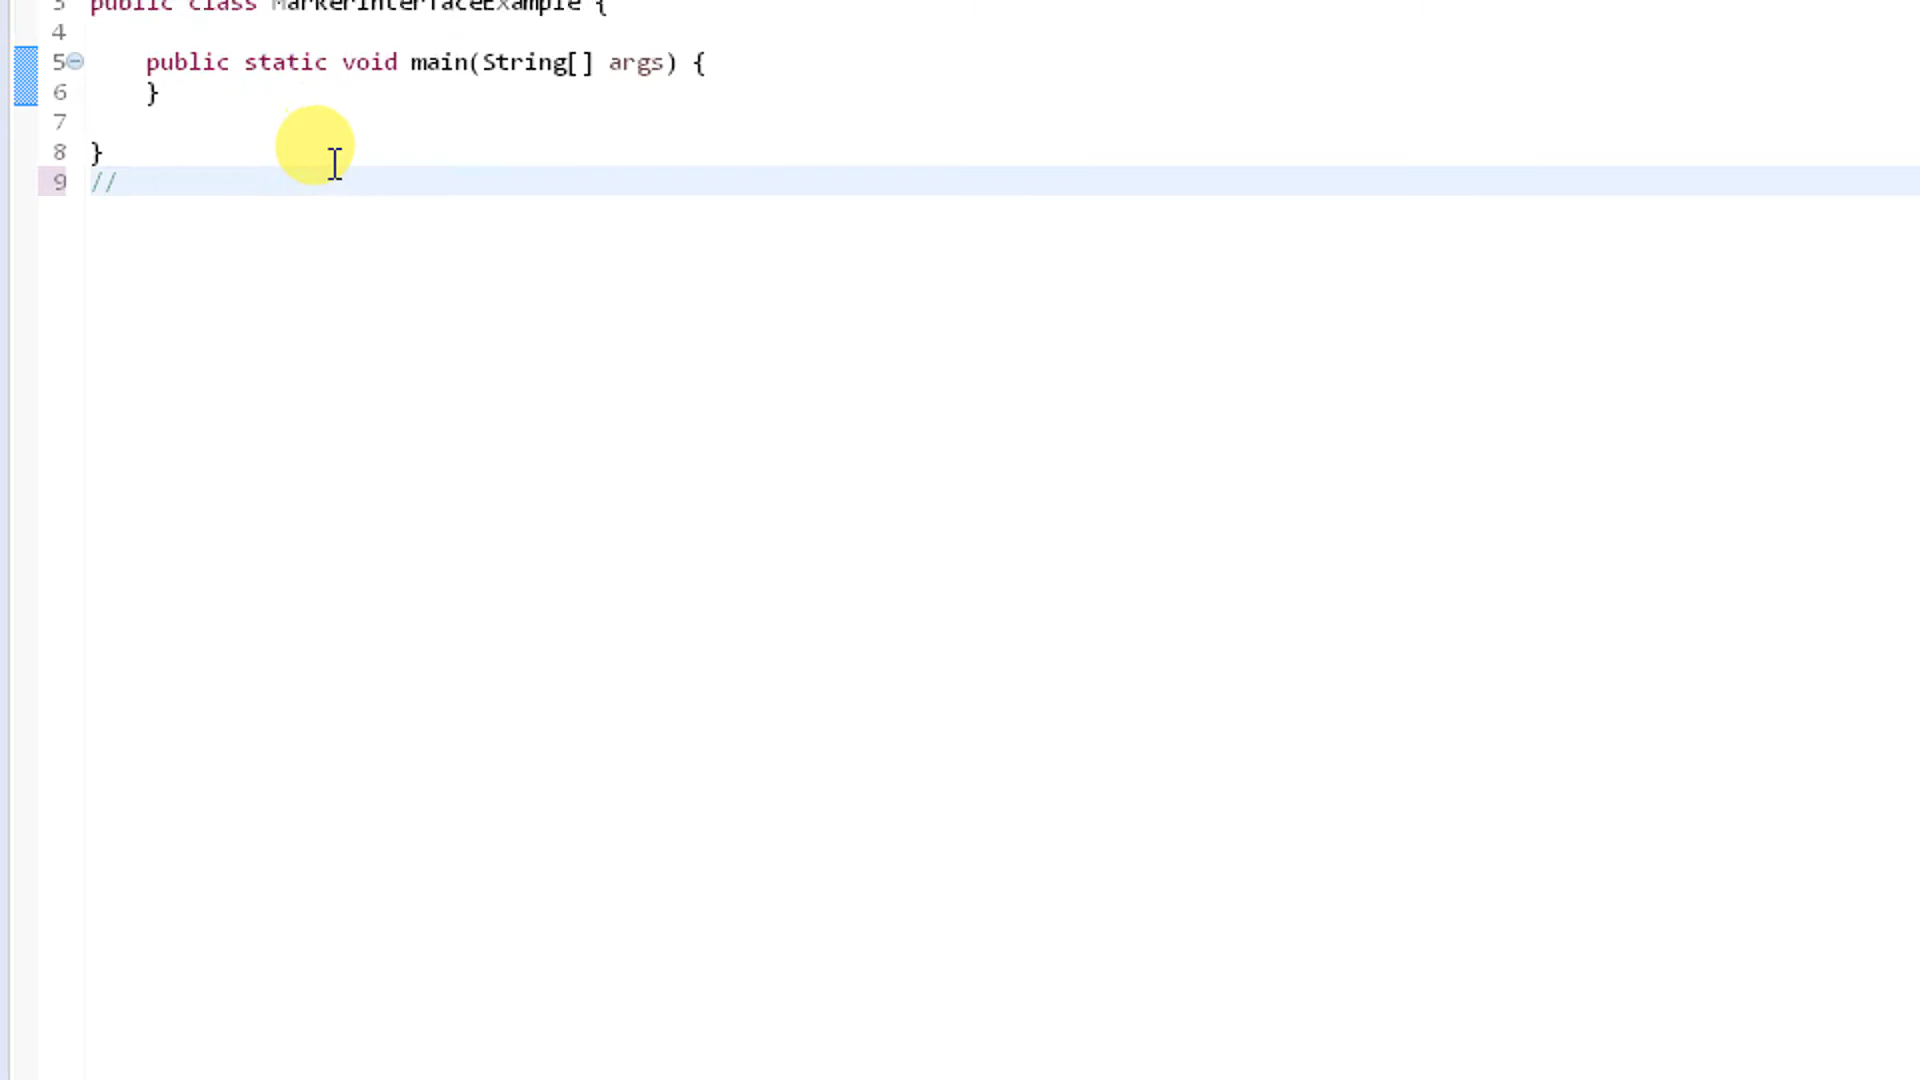 3 public class MarkerInterfaceExample {
4
5 public static void main(String[] args) {
6 }
7
8 }
9 //